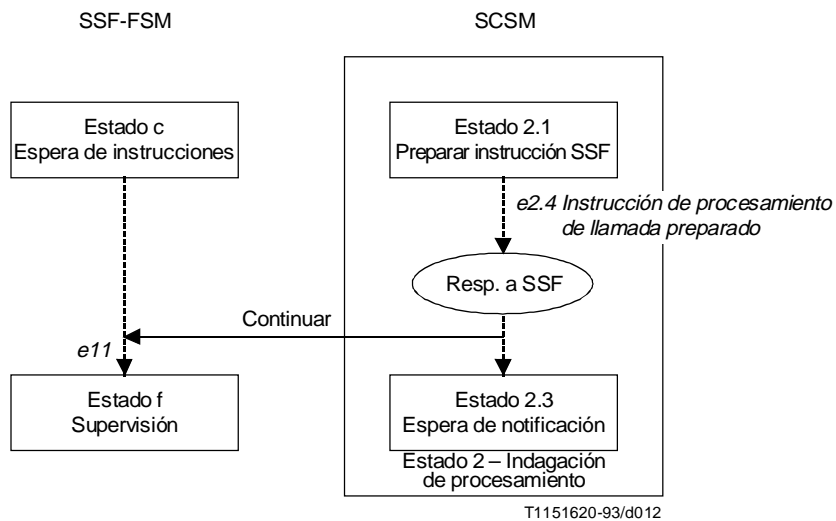 SSF-FSM
SCSM
Estado c
Espera de instrucciones
Estado 2.1
Preparar instrucción SSF
e2.4 Instrucción de procesamiento
de llamada preparado
Resp. a SSF
Continuar
e11
Estado f
Supervisión
Estado 2.3
Espera de notificación
Estado 2 – Indagación
de procesamiento
T1151620-93/d012